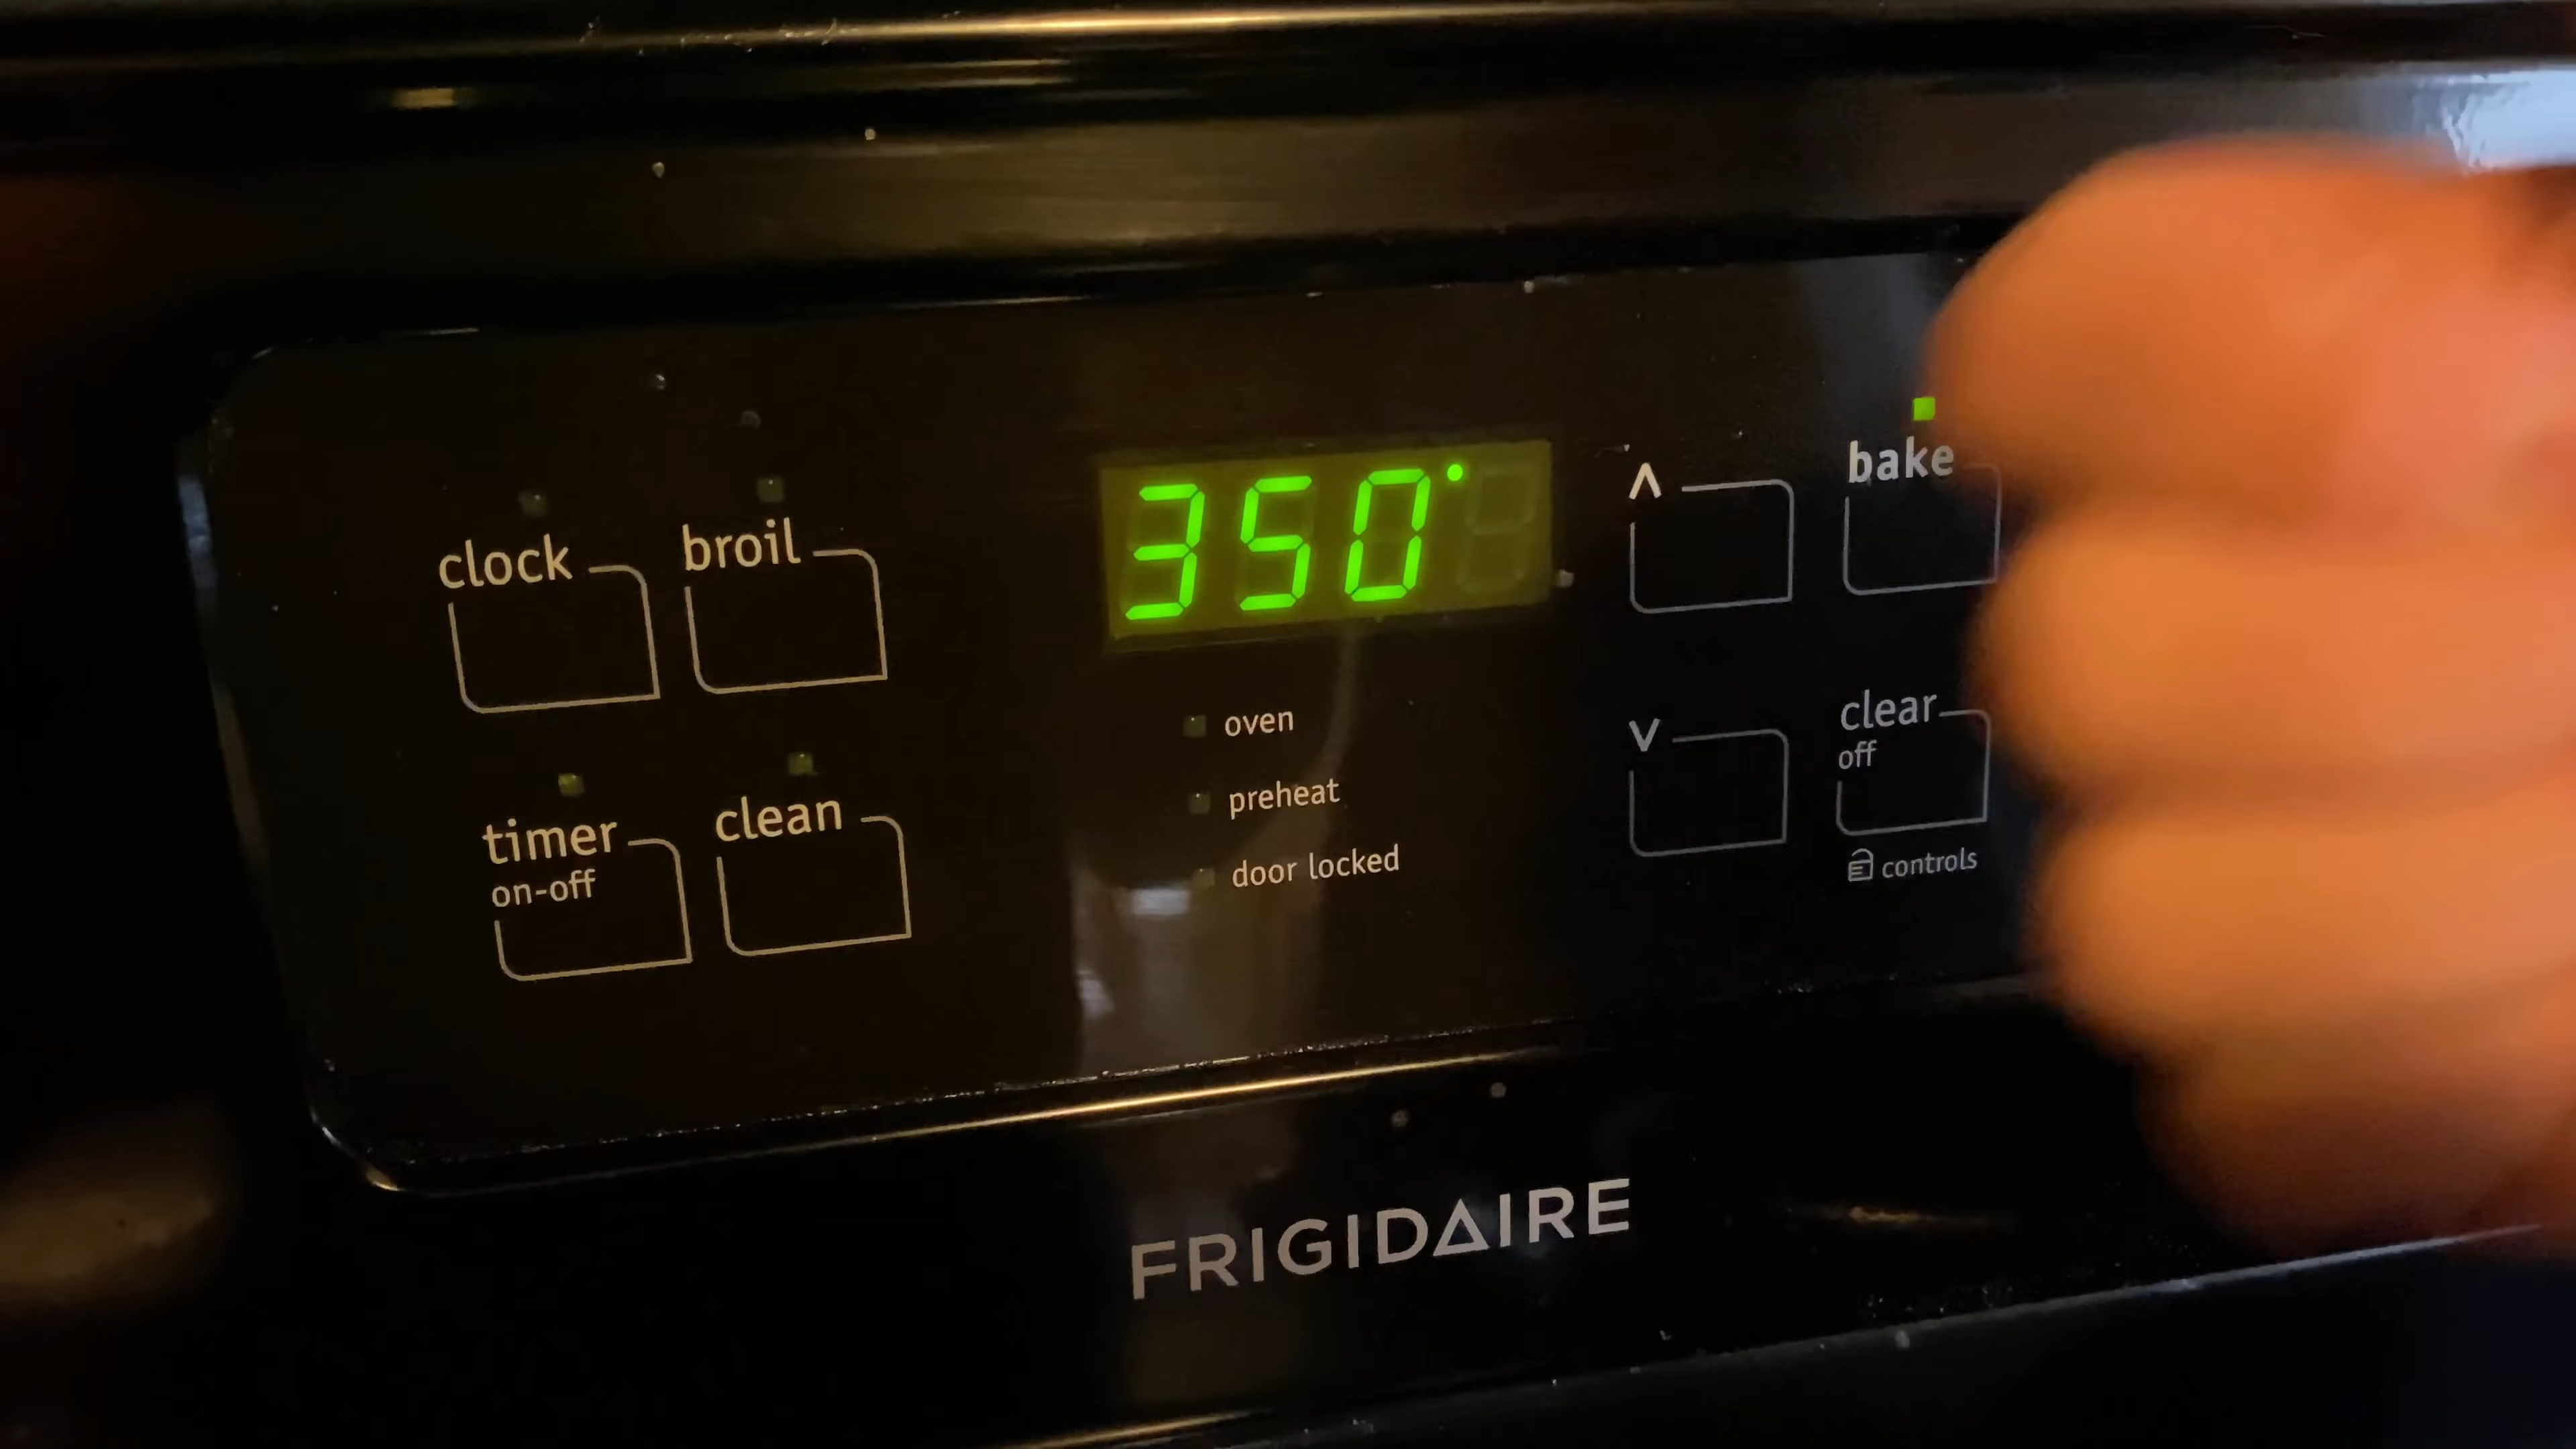 clock
broil
350°
^
bake
timer
on-off
clean
oven
preheat
door locked
v
clear
off
controls
FRIGIDAIRE